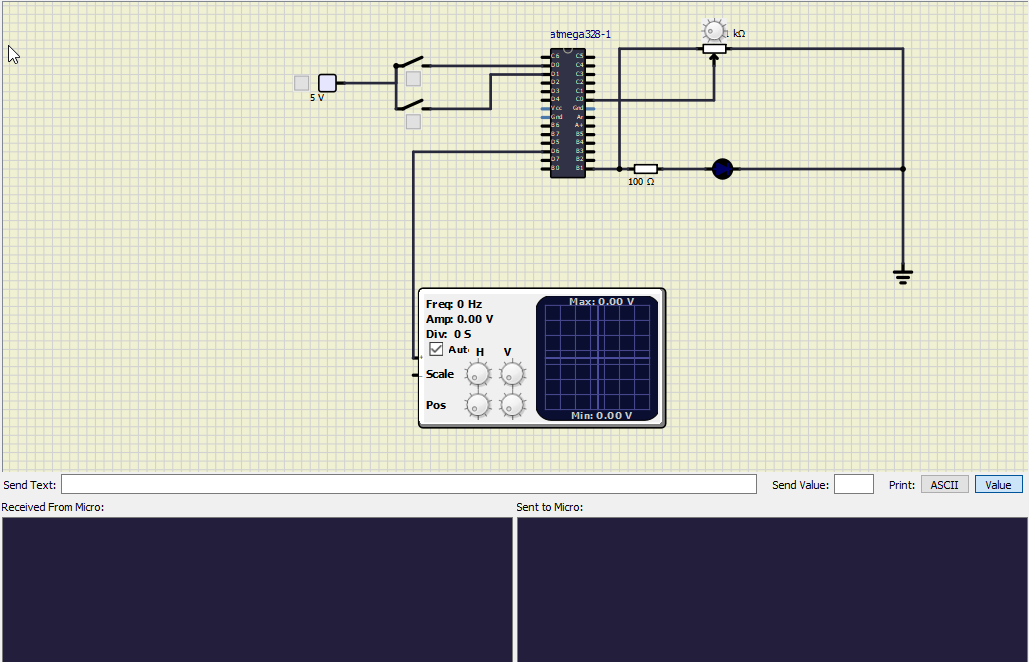 atmega328-1
1 kΩ
5 V
C6
D0
D1
D2
D3
D4
Vcc
Gnd
B6
B7
D5
D6
D7
B0
C5
C4
C3
C2
C1
C0
Gnd
Ar
A+
B5
B4
B3
B2
B1
100 Ω
Freq: 0 Hz
Amp: 0.00 V
Div: 0 S
Aut
H V
Scale
Pos
Max: 0.00 V
Min: 0.00 V
Send Text: Send Value: Print: ASCII Value
Received From Micro: Sent to Micro: